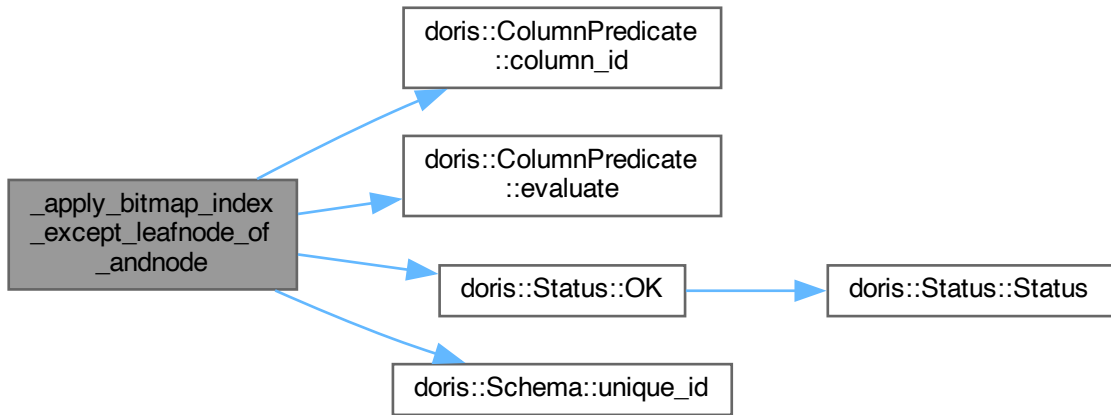 doris::ColumnPredicate
::column_id
doris::ColumnPredicate
::evaluate
_apply_bitmap_index
_except_leafnode_of
_andnode
doris::Status::OK
doris::Status::Status
doris::Schema::unique_id